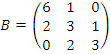 B = (6 1 0
2 3 1
0 2 3)